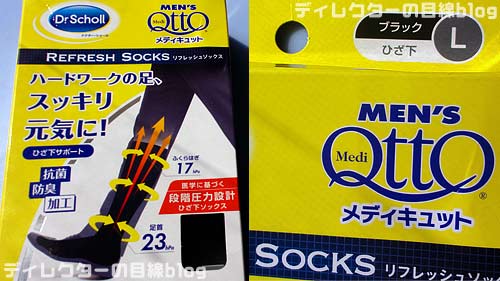 Dr.Scholl
ドクター・ショール
MEN'S
QttO
メディキュット
REFRESH SOCKS リフレッシュソックス
ハードワークの足、
スッキリ
元気に!
ひざ下サポート
抗菌
防臭
加工
ふくらはぎ
17hPa
医学に基づく
段階圧力設計
ひざ下ソックス
足首
23hPa
ディレクターの目線blog
ディレクターの目線blog
ブラック
ひざ下
L
MEN'S
Medi
QttO®
メディキュット
SOCKS リフレッシュソックス